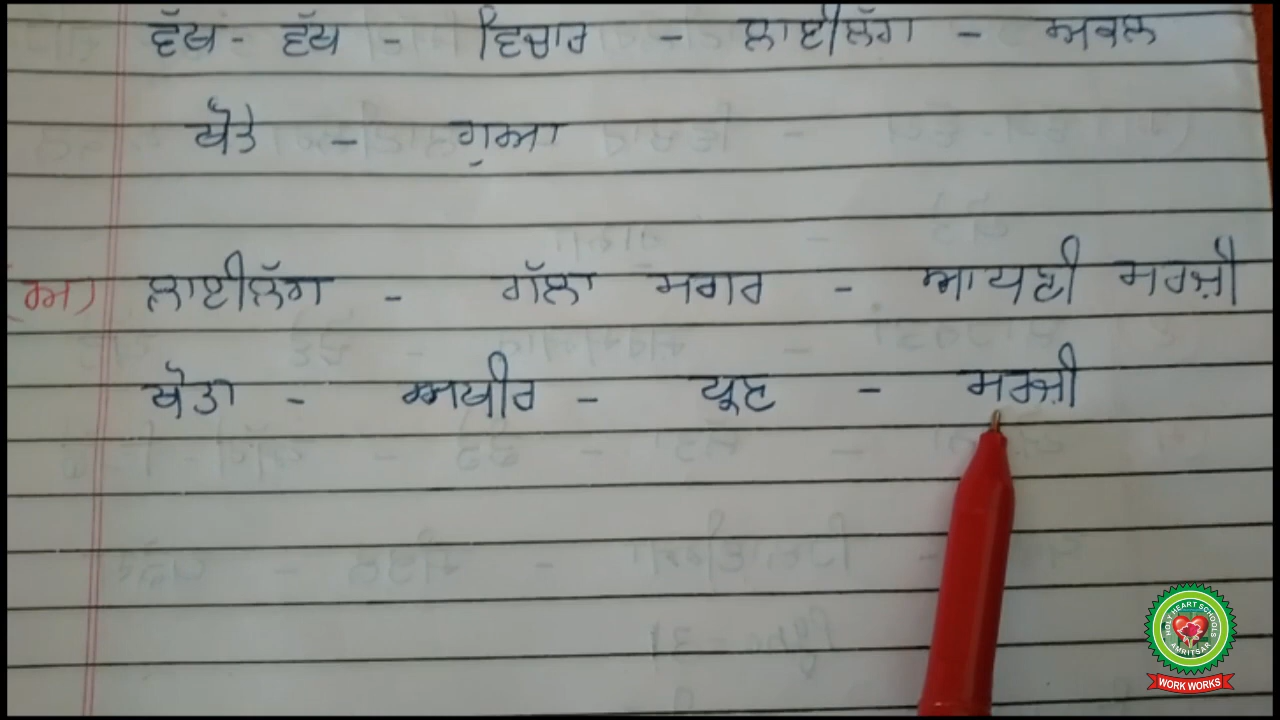 ਵੱਖ- ਵੱਖ - ਵਿਚਾਰ - ਲਾਈਲੱਗ - ਅਕਲ
ਖੋਤੇ - ਗੁਆ
(ਅ) ਲਾਈਲੱਗ - ਗੱਲਾ ਮਗਰ - ਆਪਣੀ ਮਰਜ਼ੀ
ਖੋਤਾ - ਅਖੀਰ - ਪੂਣ - ਮਰਜ਼ੀ
HOLY HEART SCHOOLS
AMRITSAR
WORK WORKS